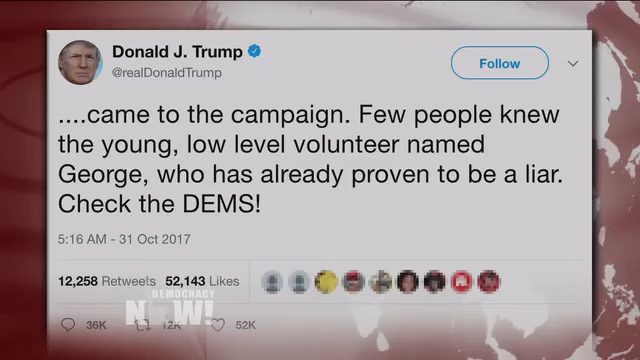 Donald J. Trump
@realDonaldTrump
Follow
....came to the campaign. Few people knew
the young, low level volunteer named
George, who has already proven to be a liar.
Check the DEMS!
5:16 AM - 31 Oct 2017
12,258 Retweets 52,143 Likes
DEMOCRACY
NOW!
36K 12K 52K